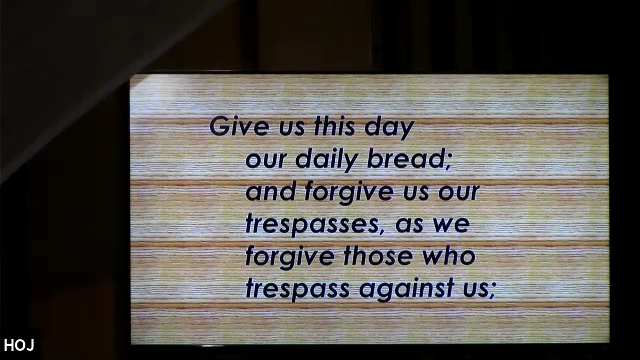 Give us this day
our daily bread;
and forgive us our
trespasses, as we
forgive those who
trespass against us;
HOJ